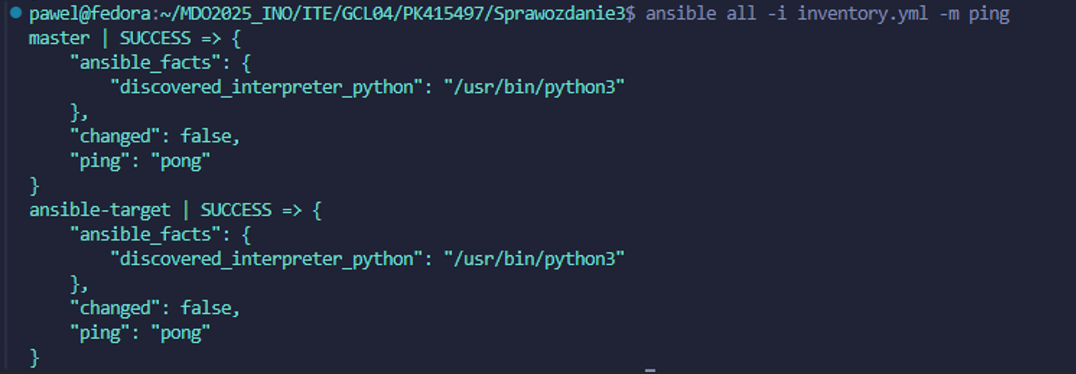 pawel@fedora:~/MDO2025_INO/ITE/GCL04/PK415497/Sprawozdanie3$ ansible all -i inventory.yml -m ping
master | SUCCESS => {
    "ansible_facts": {
        "discovered_interpreter_python": "/usr/bin/python3"
    },
    "changed": false,
    "ping": "pong"
}
ansible-target | SUCCESS => {
    "ansible_facts": {
        "discovered_interpreter_python": "/usr/bin/python3"
    },
    "changed": false,
    "ping": "pong"
}